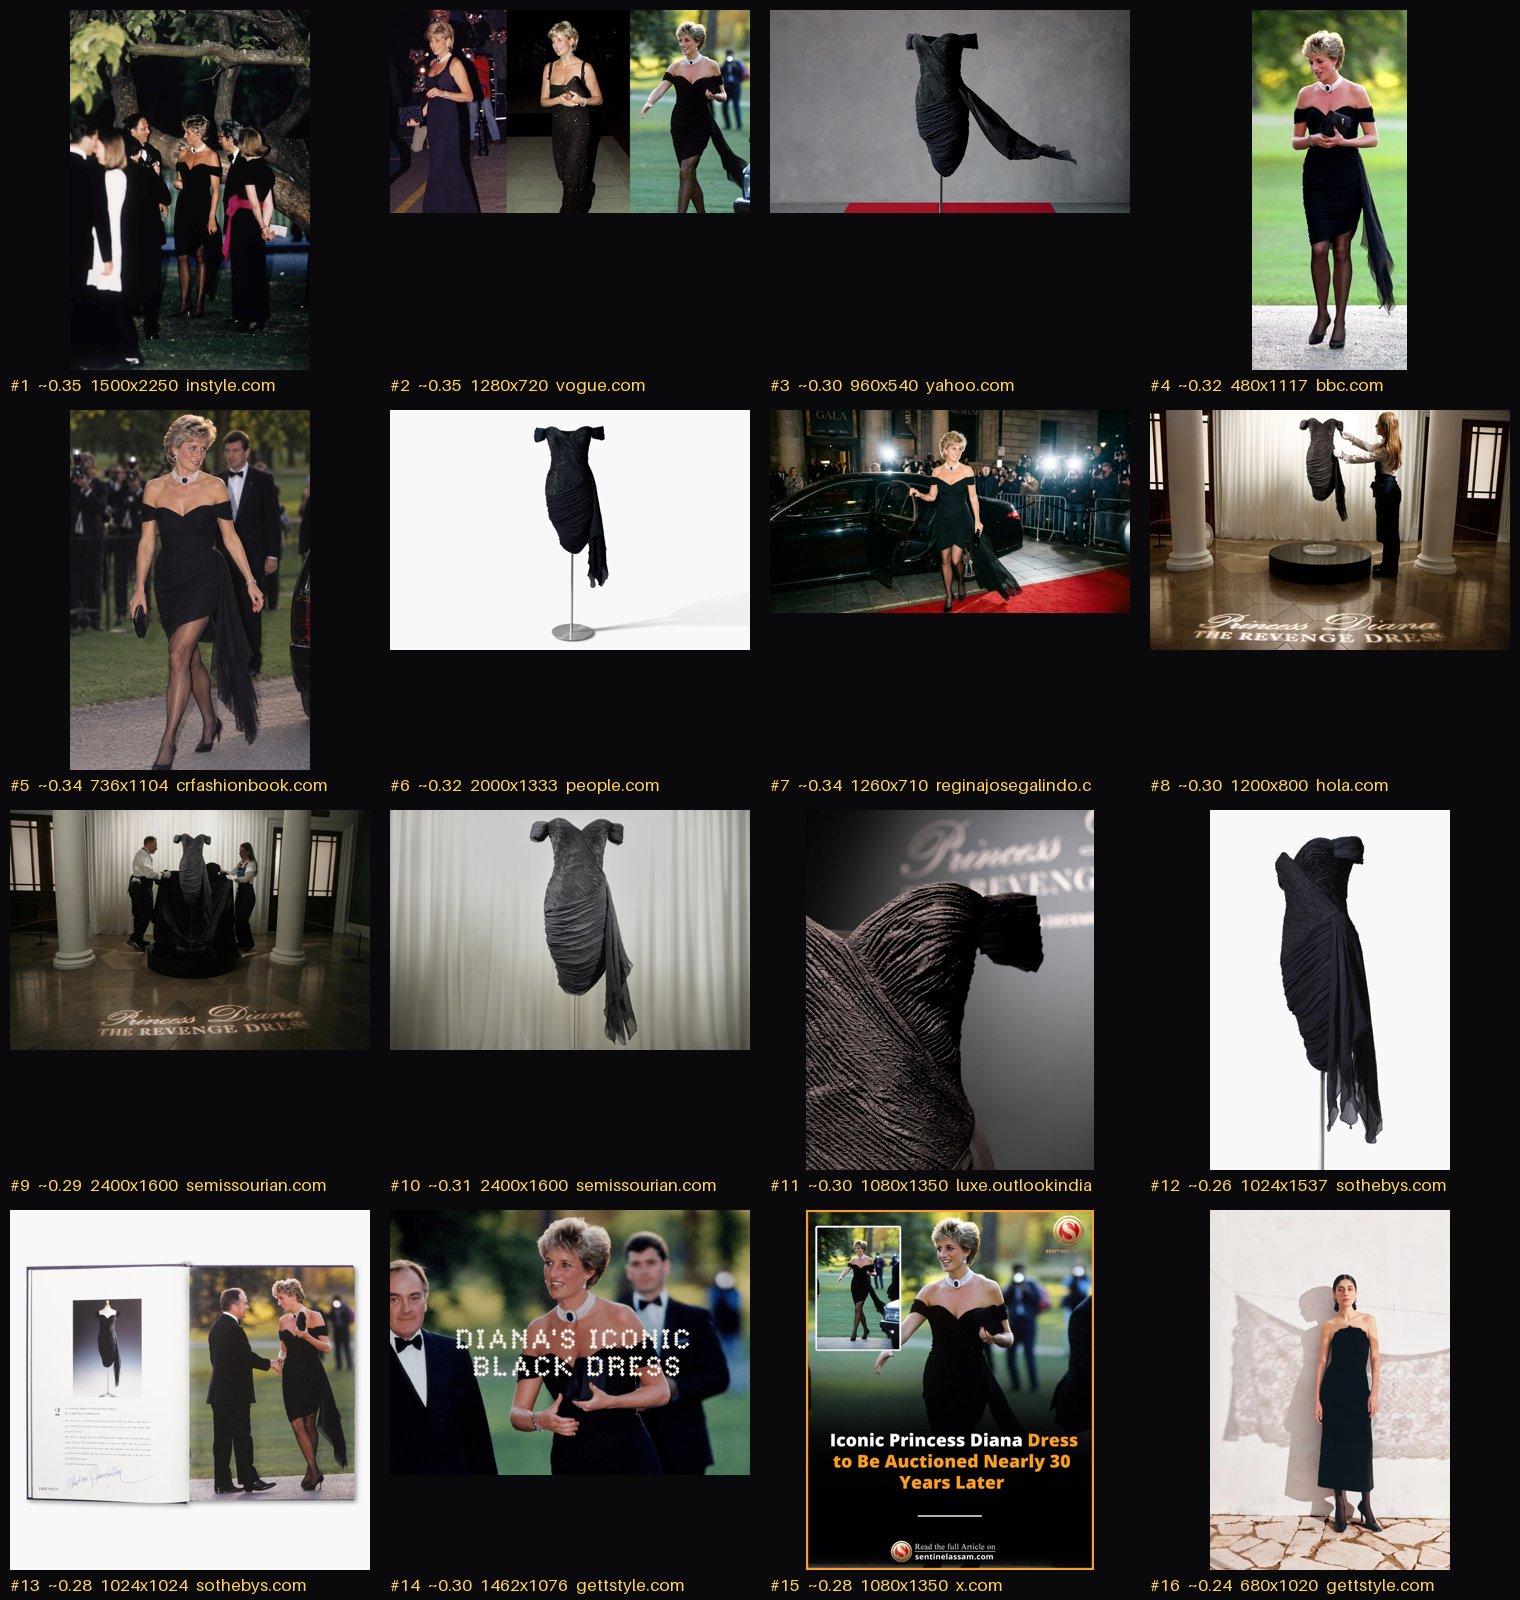 #1 ~0.35 1500x2250 instyle.com
#2 ~0.35 1280x720 vogue.com
#3 ~0.30 960x540 yahoo.com
#4 ~0.32 480x1117 bbc.com
GALA
#5 ~0.34 736x1104 crfashionbook.com
#6 ~0.32 2000x1333 people.com
#7 ~0.34 1260x710 reginajosegalindo.c
Princess Diana
THE REVENGE DRESS
#8 ~0.30 1200x800 hola.com
Princess Diana
THE REVENGE DRESS
#9 ~0.29 2400x1600 semissourian.com
#10 ~0.31 2400x1600 semissourian.com
Princess
REVENG
#11 ~0.30 1080x1350 luxe.outlookindia
#12 ~0.26 1024x1537 sothebys.com
2
#13 ~0.28 1024x1024 sothebys.com
DIANA'S ICONIC
BLACK DRESS
#14 ~0.30 1462x1076 gettstyle.com
S
Iconic Princess Diana Dress
to Be Auctioned Nearly 30
Years Later
Read the full Article on
sentinelassam.com
#15 ~0.28 1080x1350 x.com
#16 ~0.24 680x1020 gettstyle.com